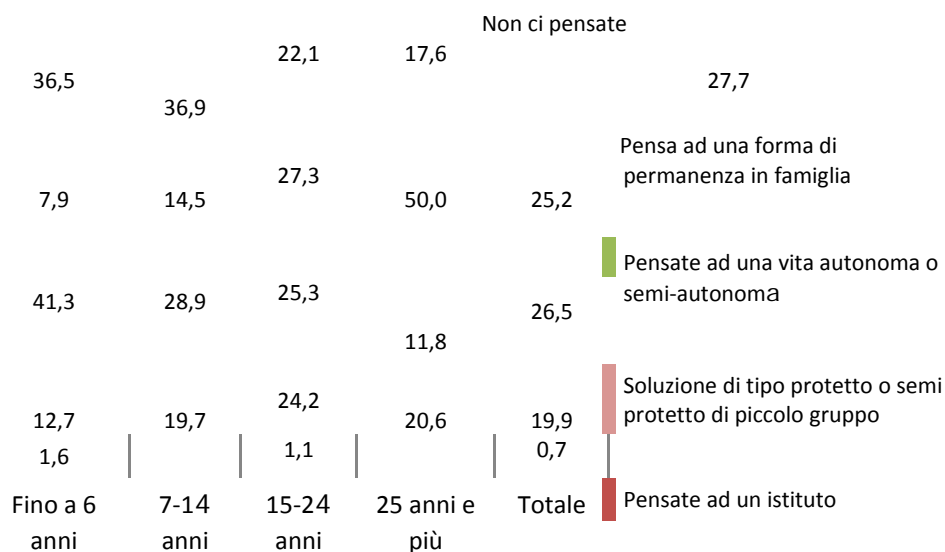 Non ci pensate
22,1 17,6
36,5 27,7
36,9
Pensa ad una forma di
27,3 permanenza in famiglia
7,9 14,5 50,0 25,2
Pensate ad una vita autonoma o
25,3 semi-autonoma
41,3 28,9 26,5
11,8
Soluzione di tipo protetto o semi
24,2 protetto di piccolo gruppo
12,7 19,7 20,6 19,9
1,6 1,1 0,7
Fino a 6 7-14 15-24 25 anni e Totale Pensate ad un istituto
anni anni anni più